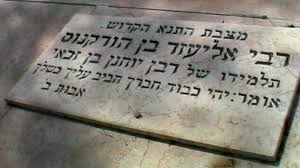 מצבת התנא הקדוש.
רבי אליעזר בן הורקנוס
תלמידו של רבן יוחנן בן זכאי
אומר: יהי כבוד חברך חביב עליך כשלך
אבות ב